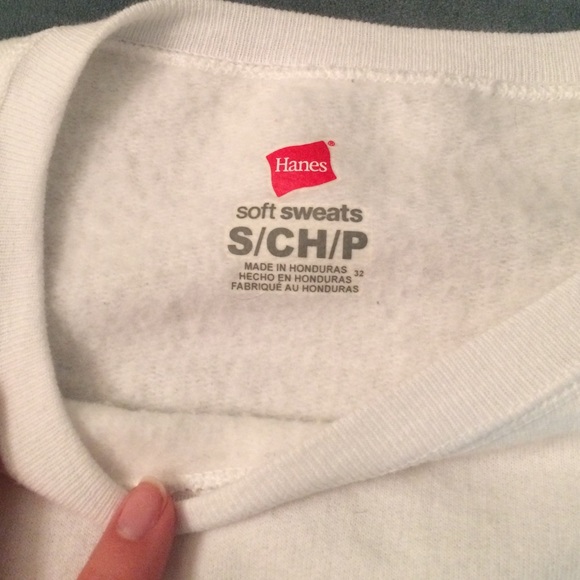 Hanes®
soft sweats
S/CH/P
MADE IN HONDURAS 32
HECHO EN HONDURAS
FABRIQUÉ AU HONDURAS